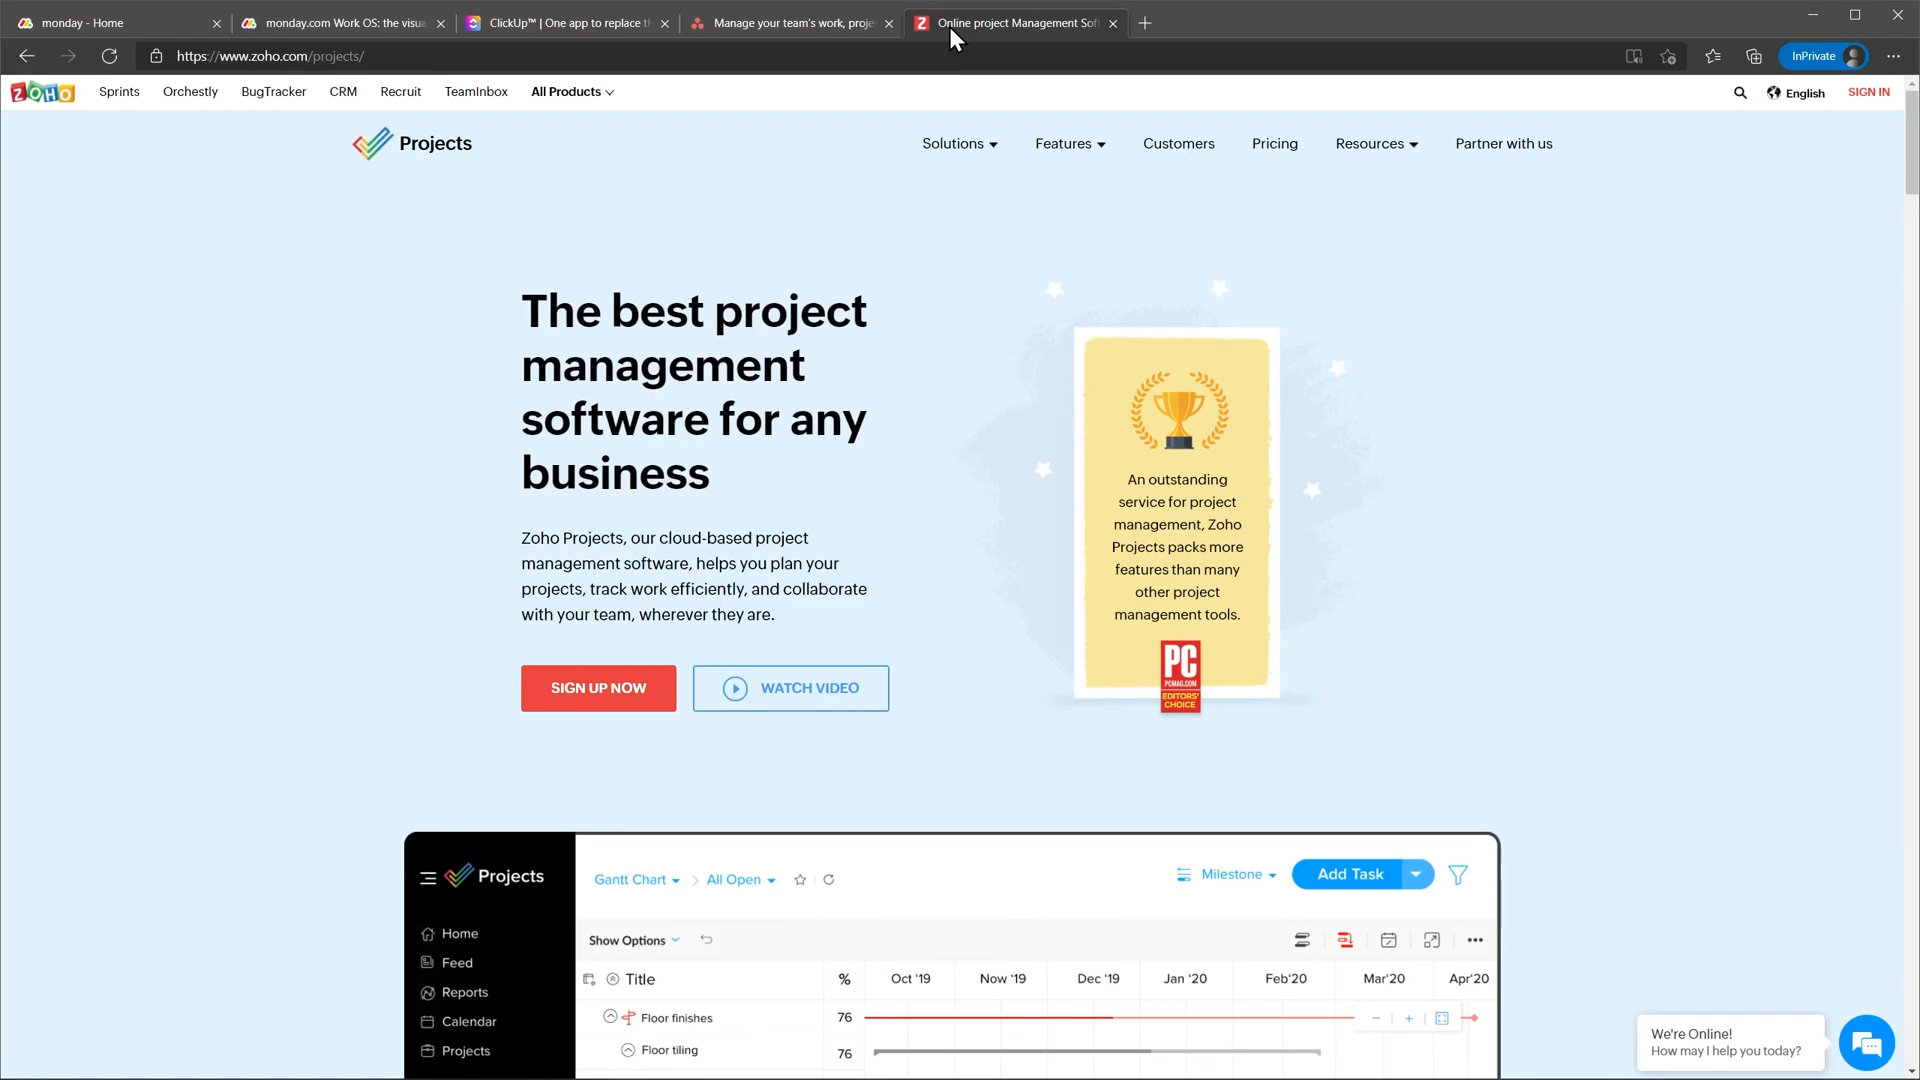 monday - Home
monday.com Work OS: the visua
ClickUp™ | One app to replace th
Manage your team's work, proje
Online project Management Soft
https://www.zoho.com/projects/
InPrivate
ZOHO
Sprints
Orchestly
BugTracker
CRM
Recruit
TeamInbox
All Products
English
SIGN IN
Projects
Solutions
Features
Customers
Pricing
Resources
Partner with us
The best project
management
software for any
business
Zoho Projects, our cloud-based project
management software, helps you plan your
projects, track work efficiently, and collaborate
with your team, wherever they are.
SIGN UP NOW
WATCH VIDEO
An outstanding
service for project
management, Zoho
Projects packs more
features than many
other project
management tools.
PC
PCMAG.COM
EDITORS'
CHOICE
Projects
Home
Feed
Reports
Calendar
Projects
Gantt Chart
All Open
Milestone
Add Task
Show Options
Title
%
Oct '19
Now '19
Dec '19
Jan '20
Feb'20
Mar'20
Apr'20
Floor finishes
76
Floor tiling
76
We're Online!
How may I help you today?